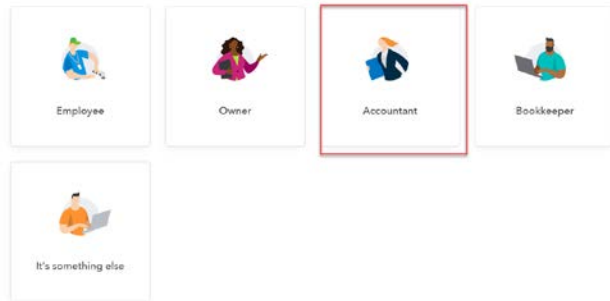 Employee
Owner
Accountant
Bookkeeper
It's something else